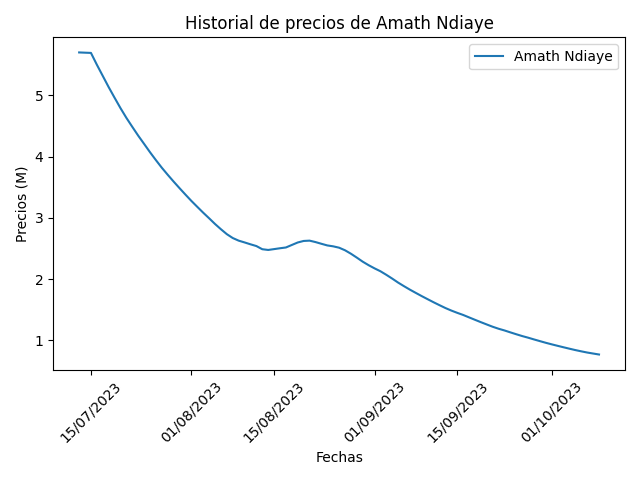 Historial de precios de Amath Ndiaye
Amath Ndiaye
Precios (M)
5
4
3
2
1
15/07/2023
01/08/2023
15/08/2023
01/09/2023
15/09/2023
01/10/2023
Fechas